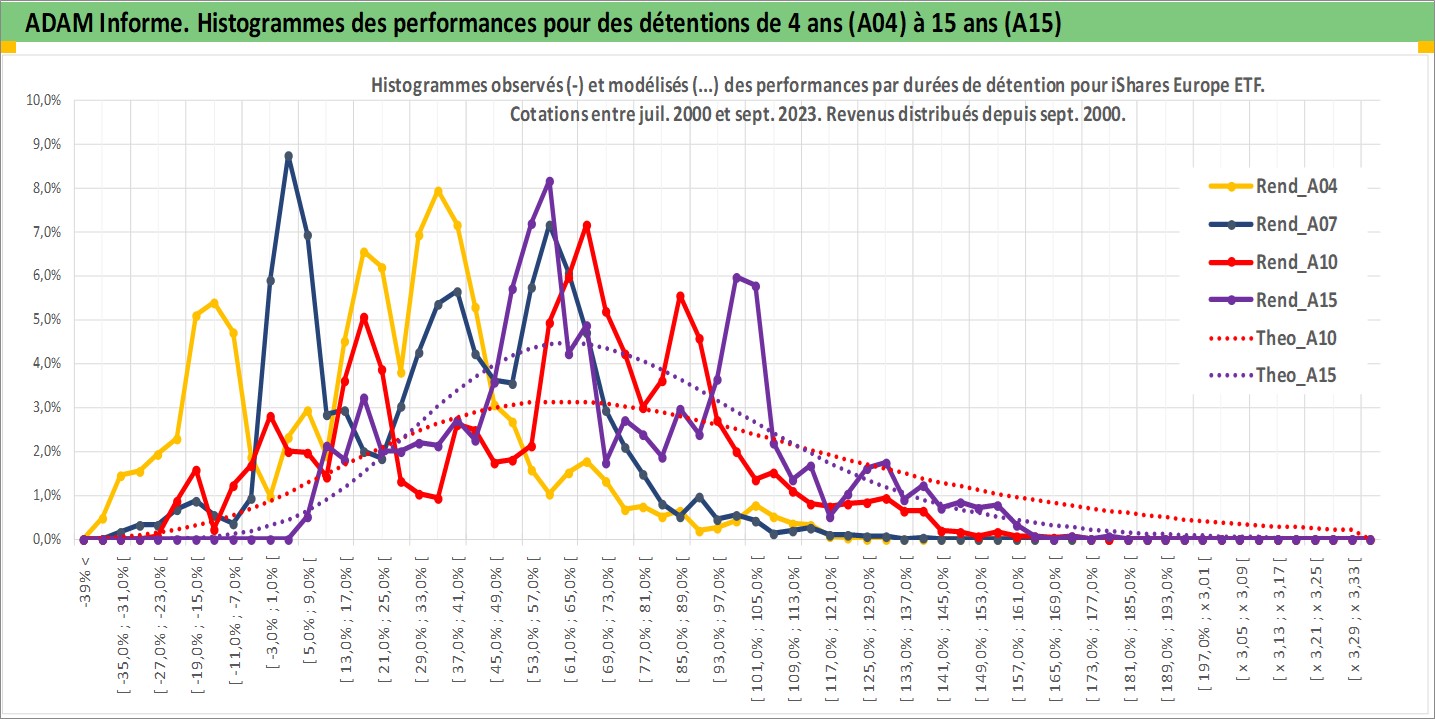 ADAM Informe. Histogrammes des performances pour des détentions de 4 ans (A04) à 15 ans (A15)
Histogrammes observés (-) et modélisés (...) des performances par durées de détention pour iShares Europe ETF.
Cotations entre juil. 2000 et sept. 2023. Revenus distribués depuis sept. 2000.
10,0%
9,0%
8,0%
7,0%
6,0%
5,0%
4,0%
3,0%
2,0%
1,0%
0,0%
Rend_A04
Rend_A07
Rend_A10
Rend_A15
Theo_A10
Theo_A15
-39% <
[ -35,0% ; -31,0% [
[ -27,0% ; -23,0% [
[ -19,0% ; -15,0% [
[ -11,0% ; -7,0% [
[ -3,0% ; 1,0% [
[ 5,0% ; 9,0% [
[ 13,0% ; 17,0% [
[ 21,0% ; 25,0% [
[ 29,0% ; 33,0% [
[ 37,0% ; 41,0% [
[ 45,0% ; 49,0% [
[ 53,0% ; 57,0% [
[ 61,0% ; 65,0% [
[ 69,0% ; 73,0% [
[ 77,0% ; 81,0% [
[ 85,0% ; 89,0% [
[ 93,0% ; 97,0% [
[ 101,0% ; 105,0% [
[ 109,0% ; 113,0% [
[ 117,0% ; 121,0% [
[ 125,0% ; 129,0% [
[ 133,0% ; 137,0% [
[ 141,0% ; 145,0% [
[ 149,0% ; 153,0% [
[ 157,0% ; 161,0% [
[ 165,0% ; 169,0% [
[ 173,0% ; 177,0% [
[ 181,0% ; 185,0% [
[ 189,0% ; 193,0% [
[ 197,0% ; x 3,01 [
[ x 3,05 ; x 3,09 [
[ x 3,13 ; x 3,17 [
[ x 3,21 ; x 3,25 [
[ x 3,29 ; x 3,33 [